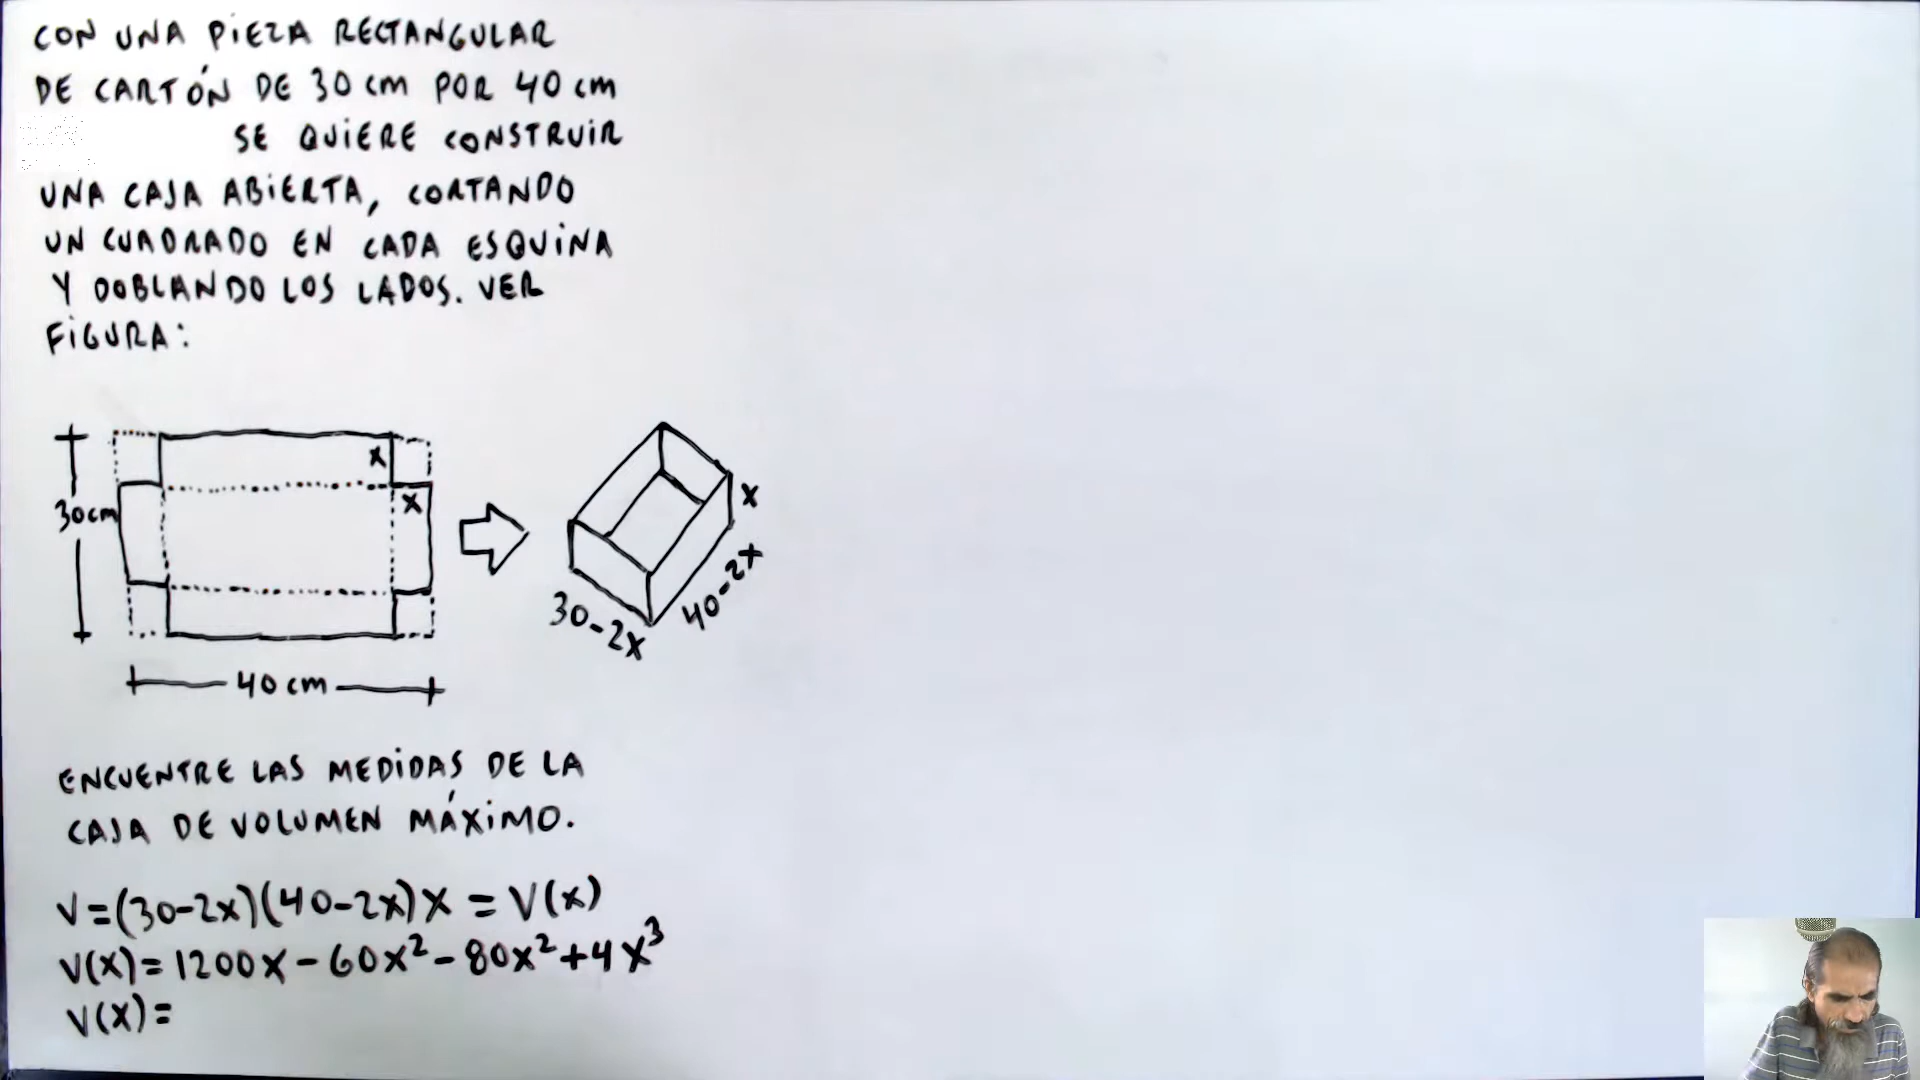 CON UNA PIEZA RECTANGULAR
DE CARTÓN DE 30 cm POR 40 cm
SE QUIERE CONSTRUIR
UNA CAJA ABIERTA, CORTANDO
UN CUADRADO EN CADA ESQUINA
Y DOBLANDO LOS LADOS. VER
FIGURA:
x
x
30cm
40 cm
x
40-2x
30-2x
ENCUENTRE LAS MEDIDAS DE LA
CAJA DE VOLUMEN MÁXIMO.
V=(30-2x)(40-2x)x = V(x)
V(x)=1200x-60x²-80x²+4x³
V(x)=